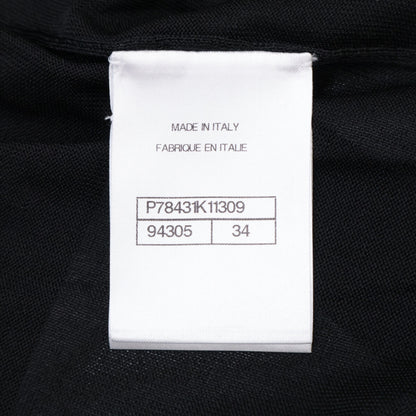 MADE IN ITALY
FABRIQUE EN ITALIE
P78431K11309
94305 34